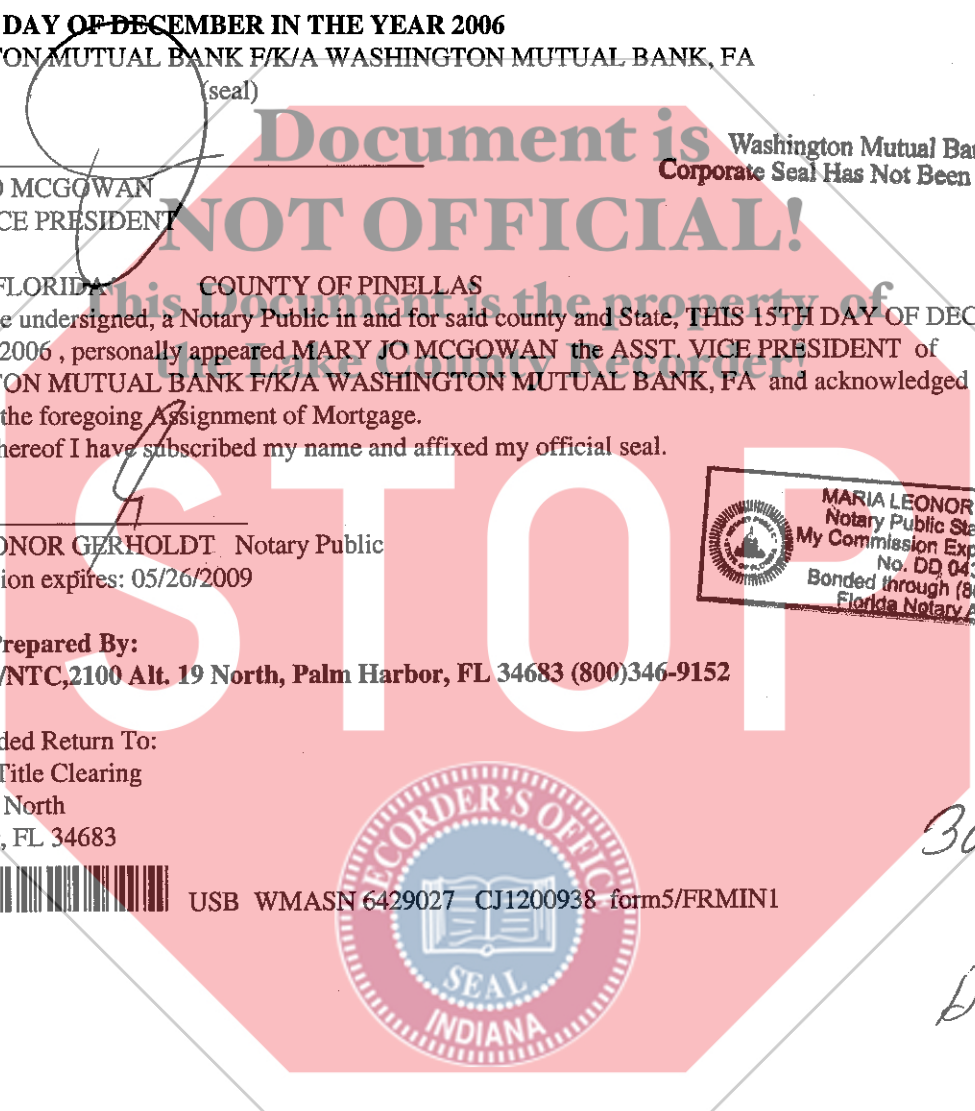 DAY OF DECEMBER IN THE YEAR 2006
TON MUTUAL BANK F/K/A WASHINGTON MUTUAL BANK, FA
(seal)
Document is
Washington Mutual Ban
Corporate Seal Has Not Been
O MCGOWAN
CE PRESIDENT
NOT OFFICIAL!
FLORIDA COUNTY OF PINELLAS
This Document is the property of
e undersigned, a Notary Public in and for said county and State, THIS 15TH DAY OF DEC
2006 , personally appeared MARY JO MCGOWAN the ASST. VICE PRESIDENT of
the Lake County Recorder!
TON MUTUAL BANK F/K/A WASHINGTON MUTUAL BANK, FA and acknowledged
the foregoing Assignment of Mortgage.
hereof I have subscribed my name and affixed my official seal.
STOP
MARIA LEONOR
Notary Public Sta
My Commission Exp
No. DD 043
Bonded through (80
Florida Notary A
ONOR GERHOLDT Notary Public
ion expires: 05/26/2009
Prepared By:
/NTC,2100 Alt. 19 North, Palm Harbor, FL 34683 (800)346-9152
ded Return To:
Title Clearing
North
, FL 34683
USB WMASN 6429027 CJ1200938 form5/FRMIN1
RECORDER'S OFFICE
SEAL
INDIANA